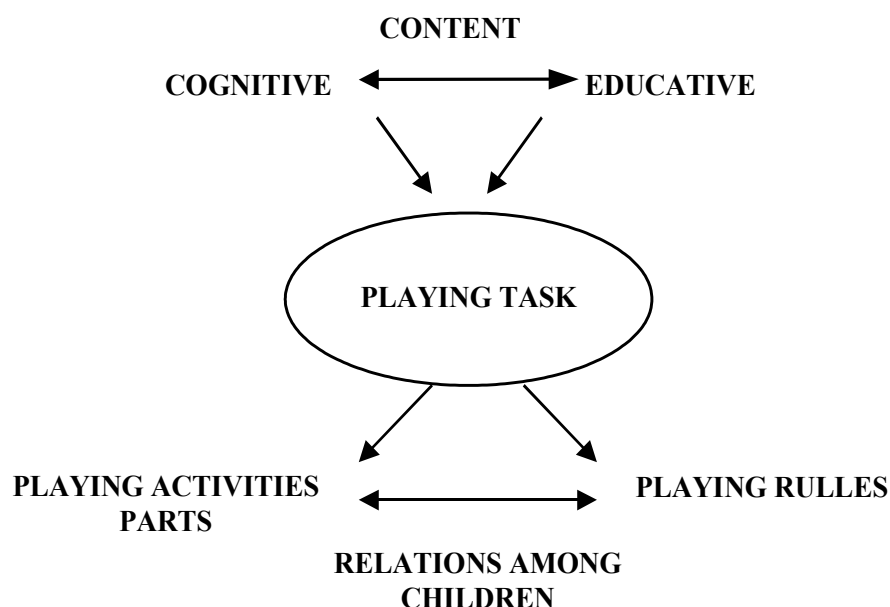 CONTENT
COGNITIVE EDUCATIVE
PLAYING TASK
PLAYING ACTIVITIES
PARTS
PLAYING RULLES
RELATIONS AMONG
CHILDREN